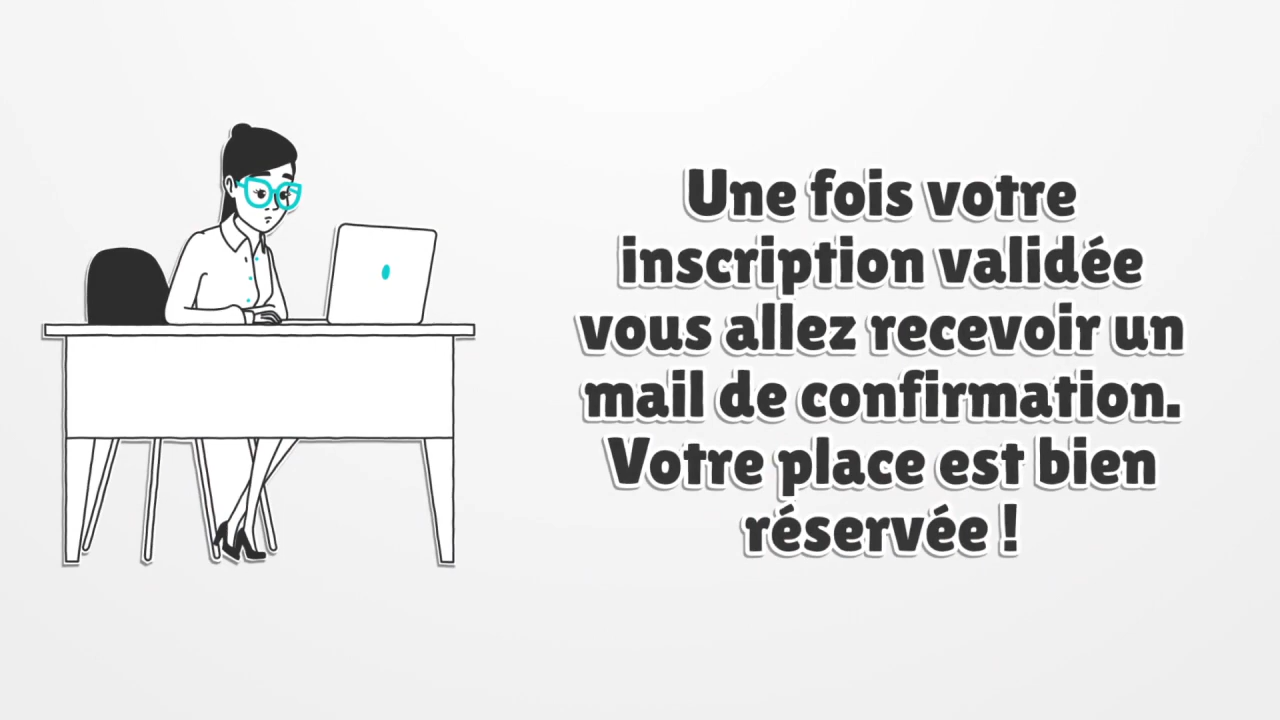 Une fois votre
inscription validée
vous allez recevoir un
mail de confirmation.
Votre place est bien
réservée !